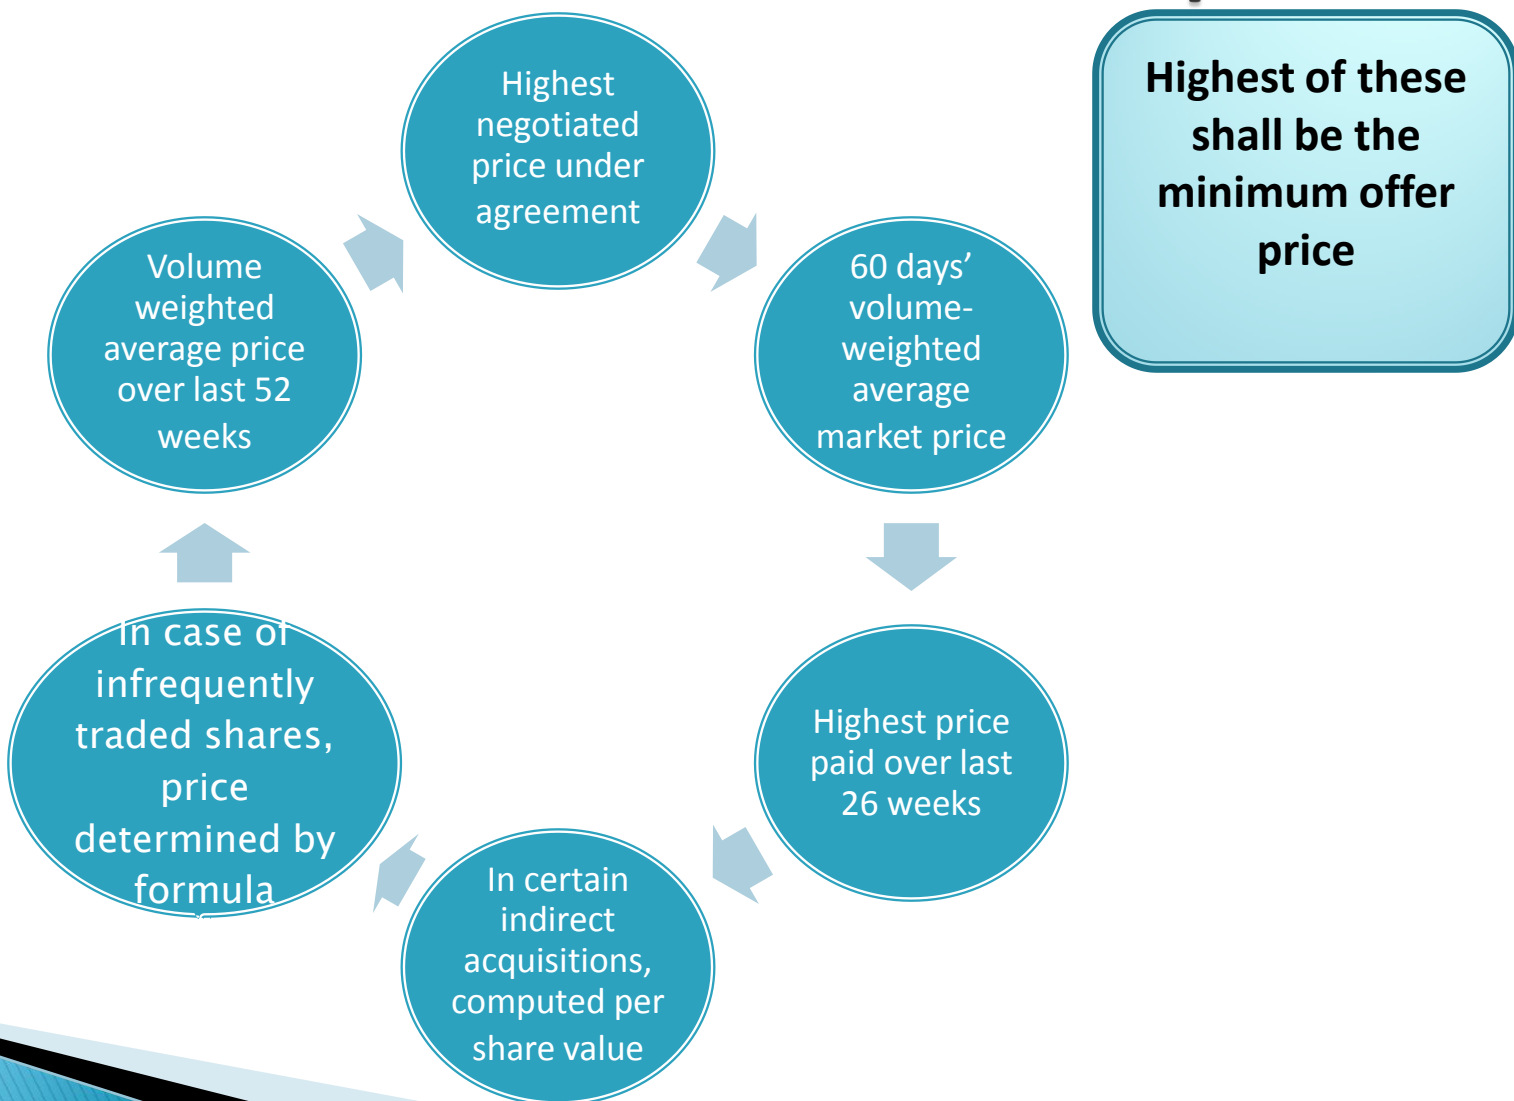 Highest of these
shall be the
minimum offer
price
Highest
negotiated
price under
agreement
60 days’
volume-
weighted
average
market price
Highest price
paid over last
26 weeks
In certain
indirect
acquisitions,
computed per
share value
In case of
infrequently
traded shares,
price
determined by
formula
Volume
weighted
average price
over last 52
weeks